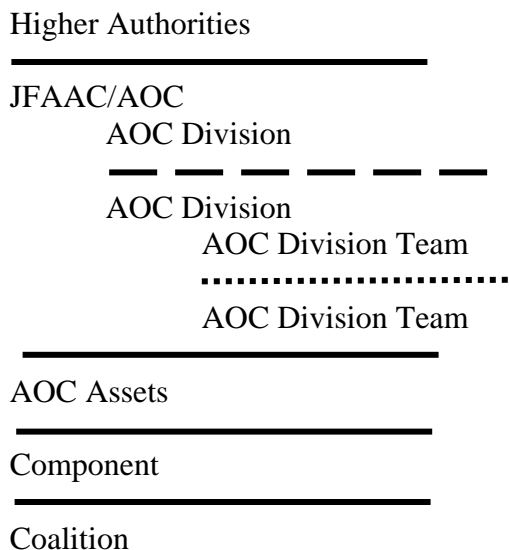 Higher Authorities
JFAAC/AOC
AOC Division
AOC Division
AOC Division Team
AOC Division Team
AOC Assets
Component
Coalition